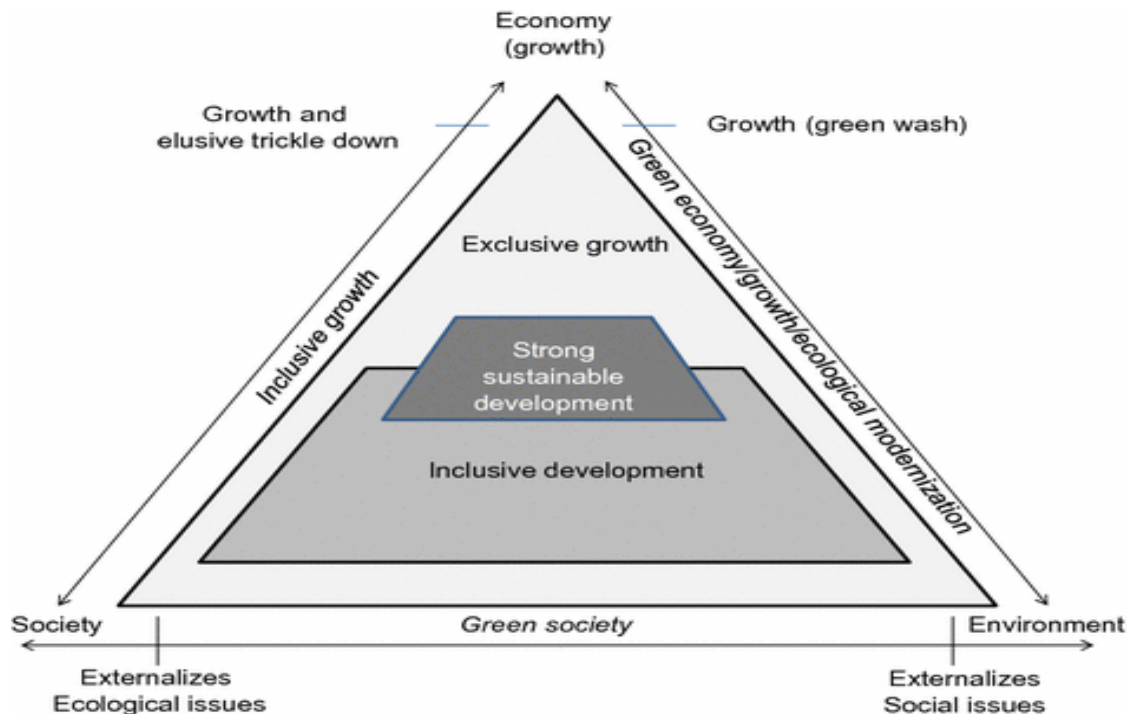 Economy
(growth)
Growth and
elusive trickle down
Growth (green wash)
Inclusive growth
Green economy/growth/ecological modernization
Exclusive growth
Strong
sustainable
development
Inclusive development
Society
Green society
Environment
Externalizes
Ecological issues
Externalizes
Social issues